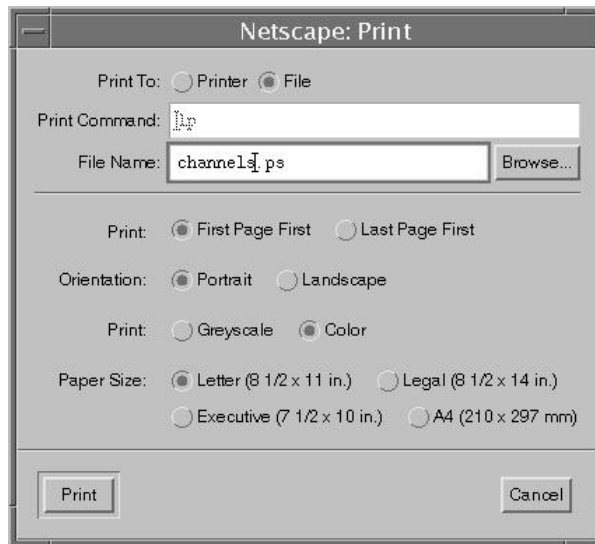 Netscape: Print
Print To: Printer File
Print Command: lp
File Name: channels.ps Browse...
Print: First Page First Last Page First
Orientation: Portrait Landscape
Print: Greyscale Color
Paper Size: Letter (8 1/2 x 11 in.) Legal (8 1/2 x 14 in.)
Executive (7 1/2 x 10 in.) A4 (210 x 297 mm)
Print Cancel